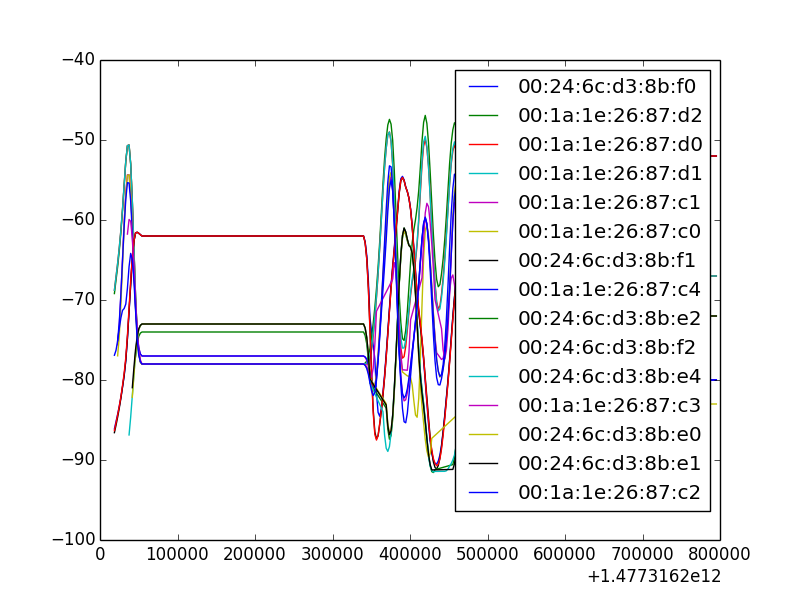 −40
−50
−60
−70
−80
−90
−100
0 100000 200000 300000 400000 500000 600000 700000 800000
+1.4773162e12
00:24:6c:d3:8b:f0
00:1a:1e:26:87:d2
00:1a:1e:26:87:d0
00:1a:1e:26:87:d1
00:1a:1e:26:87:c1
00:1a:1e:26:87:c0
00:24:6c:d3:8b:f1
00:1a:1e:26:87:c4
00:24:6c:d3:8b:e2
00:24:6c:d3:8b:f2
00:24:6c:d3:8b:e4
00:1a:1e:26:87:c3
00:24:6c:d3:8b:e0
00:24:6c:d3:8b:e1
00:1a:1e:26:87:c2